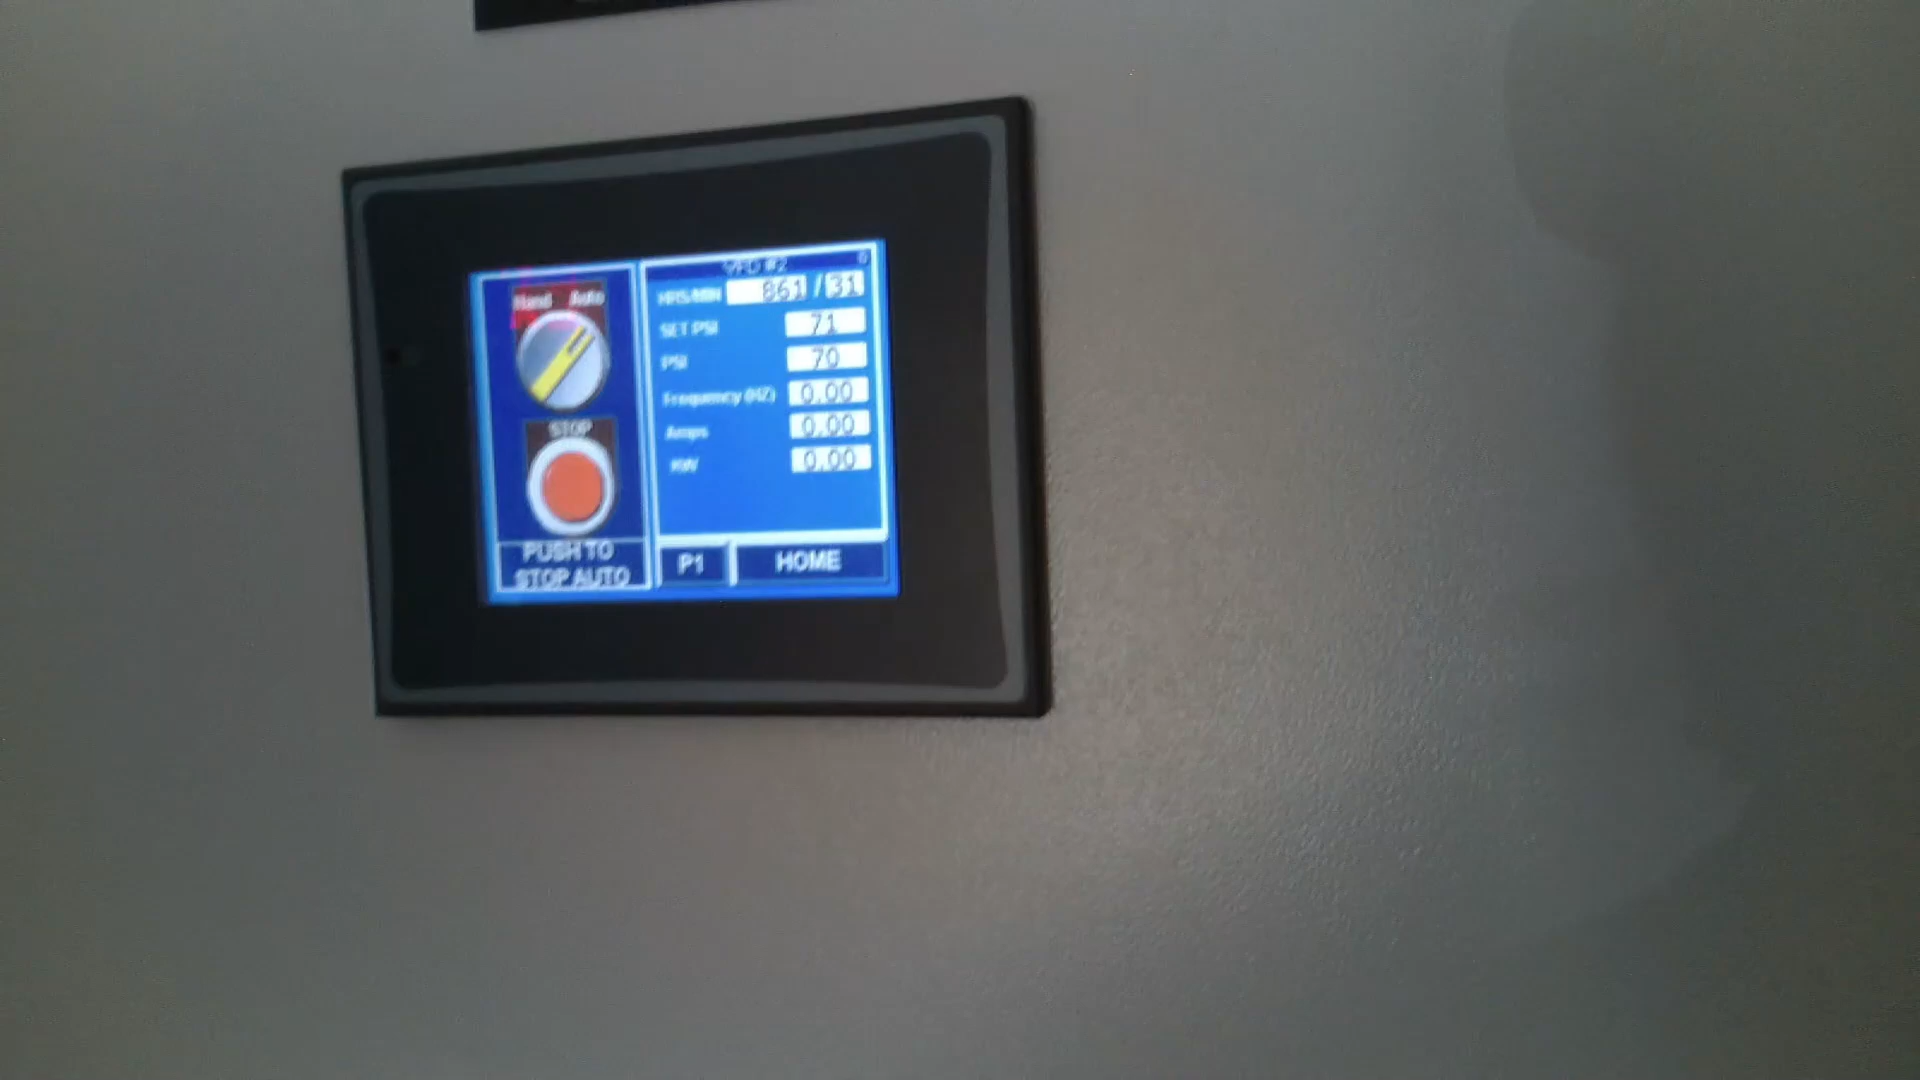 VFD #2 0
Hand Auto
HRS/MIN 861 / 31
SET PSI 71
PSI 70
Frequency (HZ) 0.00
Amps 0.00
KW 0.00
STOP
PUSH TO
STOP AUTO
P1 HOME